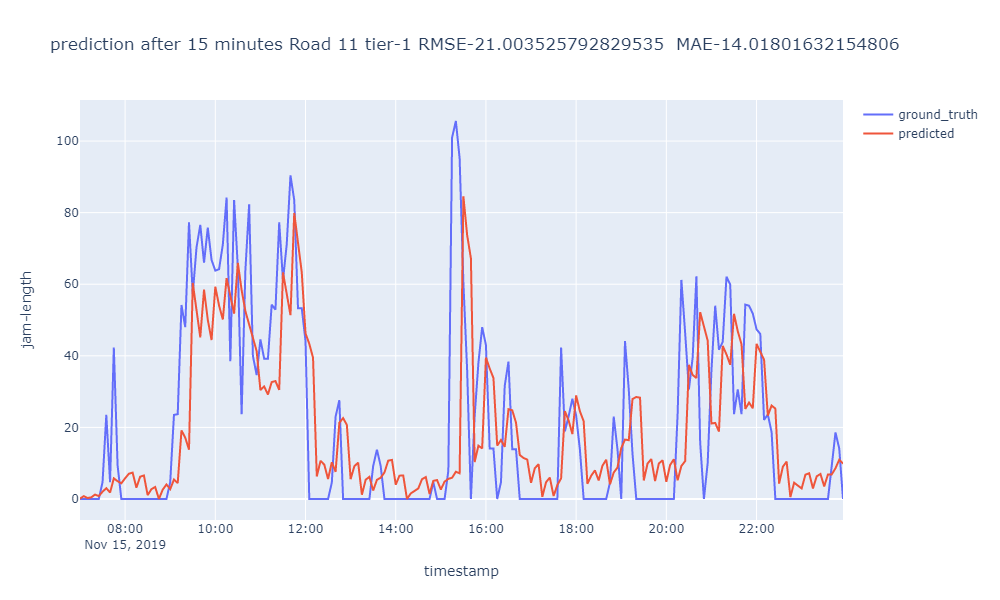 prediction after 15 minutes Road 11 tier-1 RMSE-21.003525792829535  MAE-14.01801632154806
ground_truth
predicted
jam-length
100
80
60
40
20
0
08:00 10:00 12:00 14:00 16:00 18:00 20:00 22:00
Nov 15, 2019
timestamp